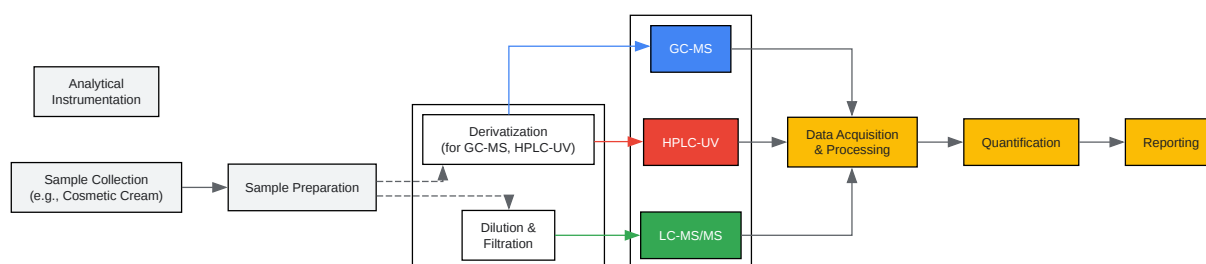 Analytical
Instrumentation
Sample Collection
(e.g., Cosmetic Cream)
Sample Preparation
Derivatization
(for GC-MS, HPLC-UV)
Dilution &
Filtration
GC-MS
HPLC-UV
LC-MS/MS
Data Acquisition
& Processing
Quantification
Reporting